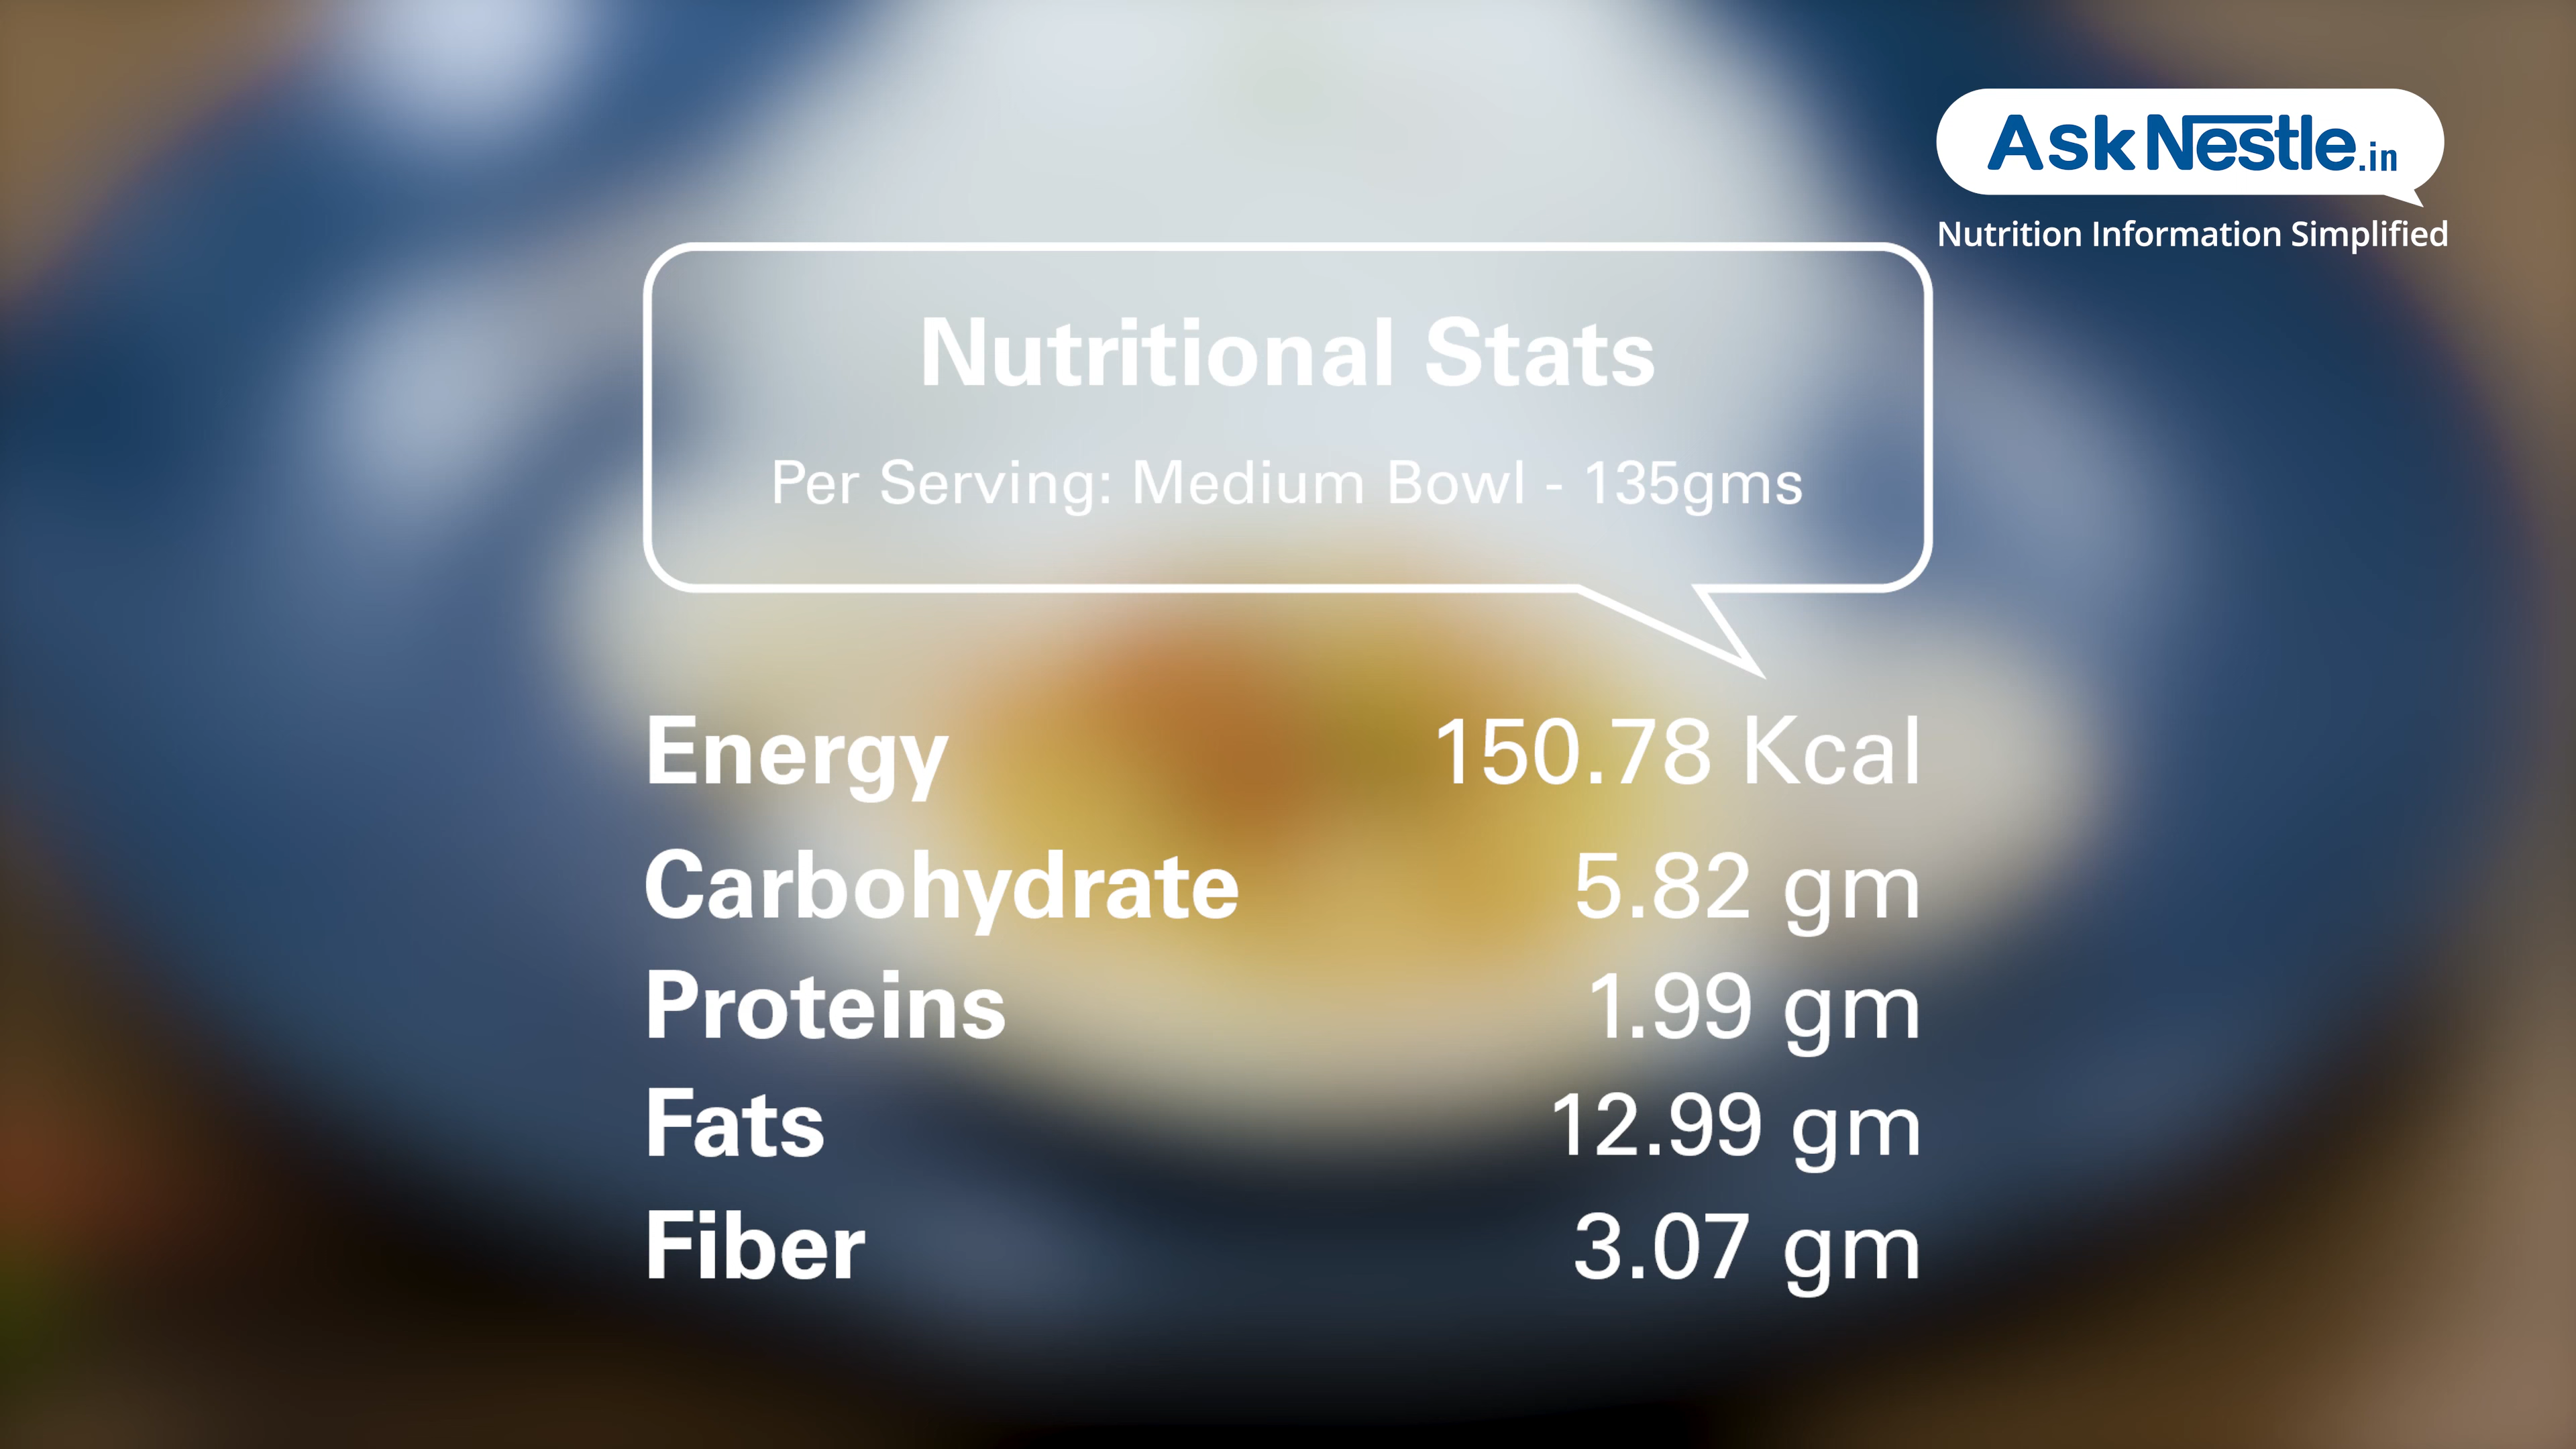 AskNestle.in
Nutrition Information Simplified
Nutritional Stats
Per Serving: Medium Bowl - 135gms
Energy 150.78 Kcal
Carbohydrate 5.82 gm
Proteins 1.99 gm
Fats 12.99 gm
Fiber 3.07 gm